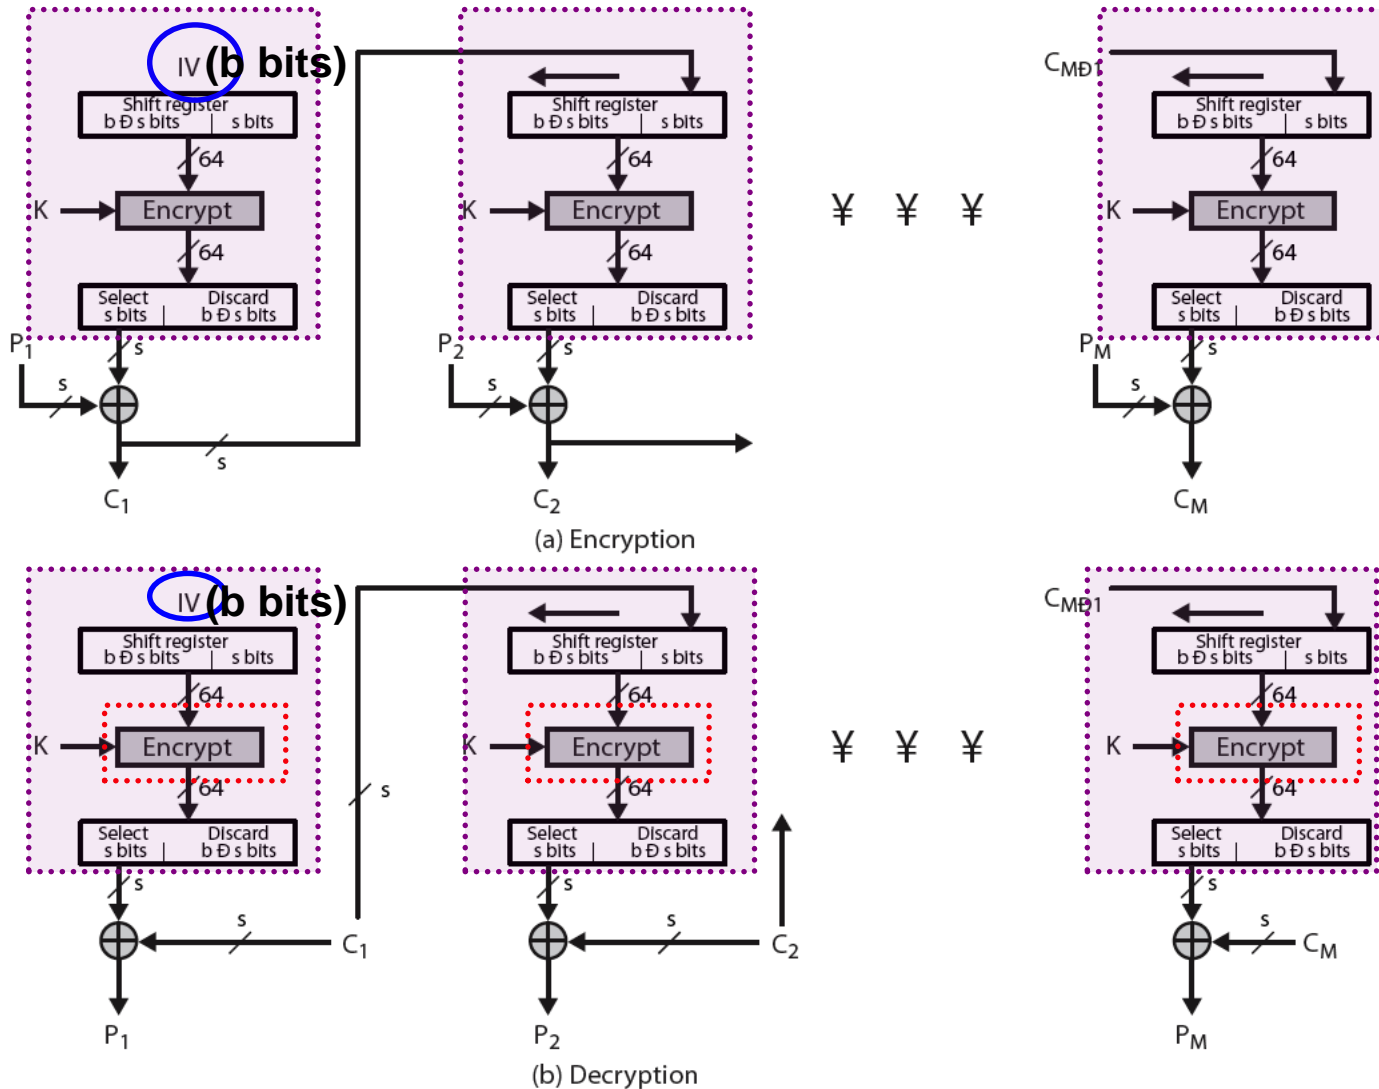 IV (b bits)
C_MÐ1
Shift register
b Ð s bits | s bits
Shift register
b Ð s bits | s bits
Shift register
b Ð s bits | s bits
64
64
64
K Encrypt
K Encrypt
¥ ¥ ¥
K Encrypt
64
64
64
Select Discard
s bits | b Ð s bits
Select Discard
s bits | b Ð s bits
Select Discard
s bits | b Ð s bits
P1 s
P2 s
PM s
s
s
s
s
C1
C2
CM
(a) Encryption
IV (b bits)
C_MÐ1
Shift register
b Ð s bits | s bits
Shift register
b Ð s bits | s bits
Shift register
b Ð s bits | s bits
64
64
64
K Encrypt
K Encrypt
¥ ¥ ¥
K Encrypt
64
64
64
s
Select Discard
s bits | b Ð s bits
Select Discard
s bits | b Ð s bits
Select Discard
s bits | b Ð s bits
s
s
s
s C1
s C2
s CM
P1
P2
PM
(b) Decryption